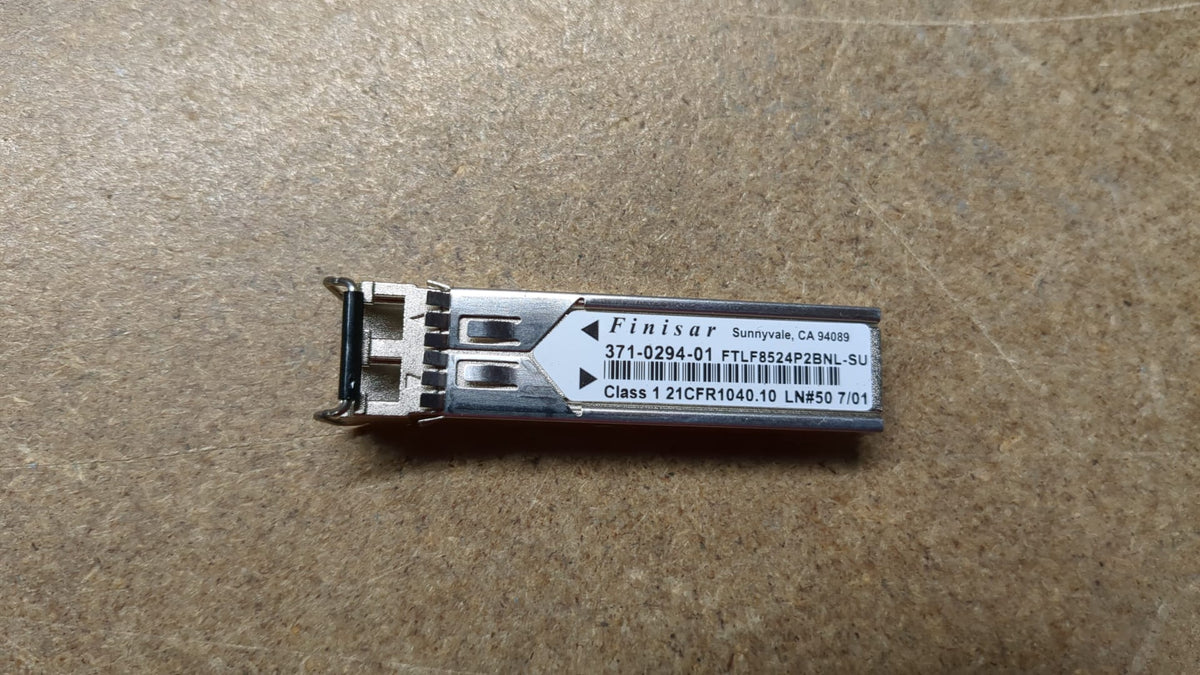 Finisar Sunnyvale, CA 94089
371-0294-01 FTLF8524P2BNL-SU
Class 1 21CFR1040.10 LN#50 7/01